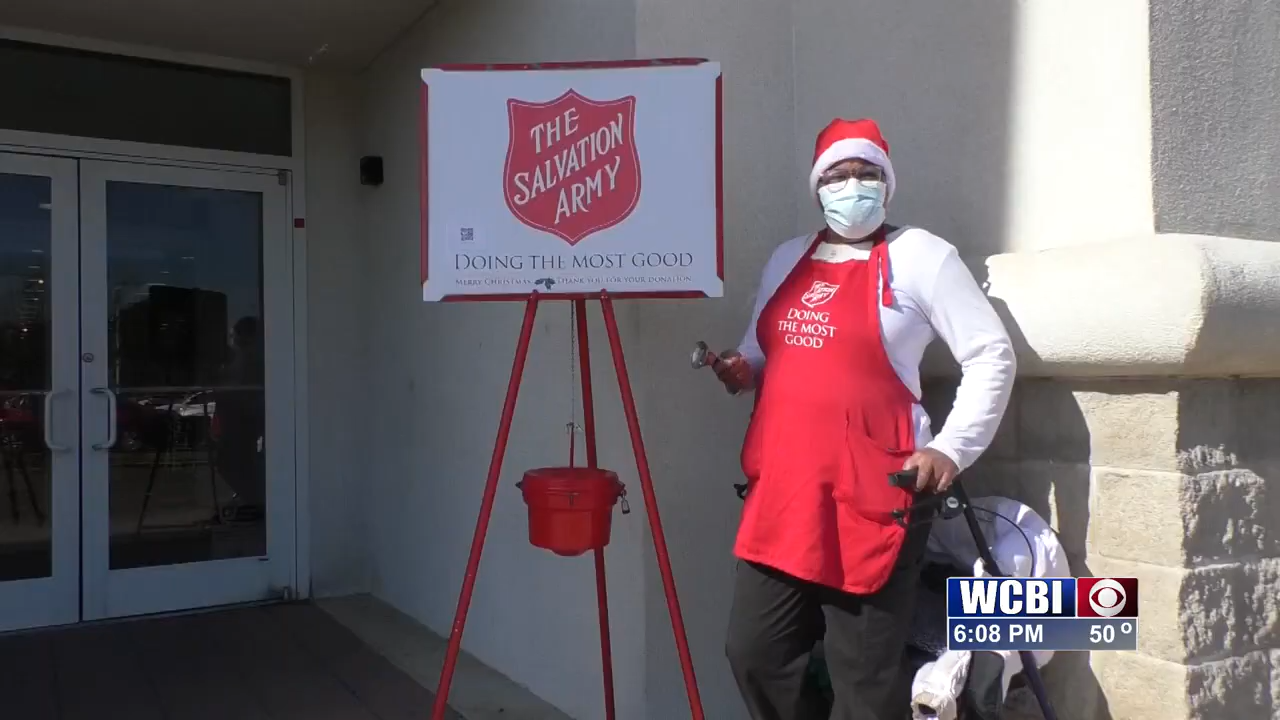 THE
SALVATION
ARMY
DOING THE MOST GOOD
MERRY CHRISTMAS THANK YOU FOR YOUR DONATION
DOING
THE MOST
GOOD
WCBI
6:08 PM 50°